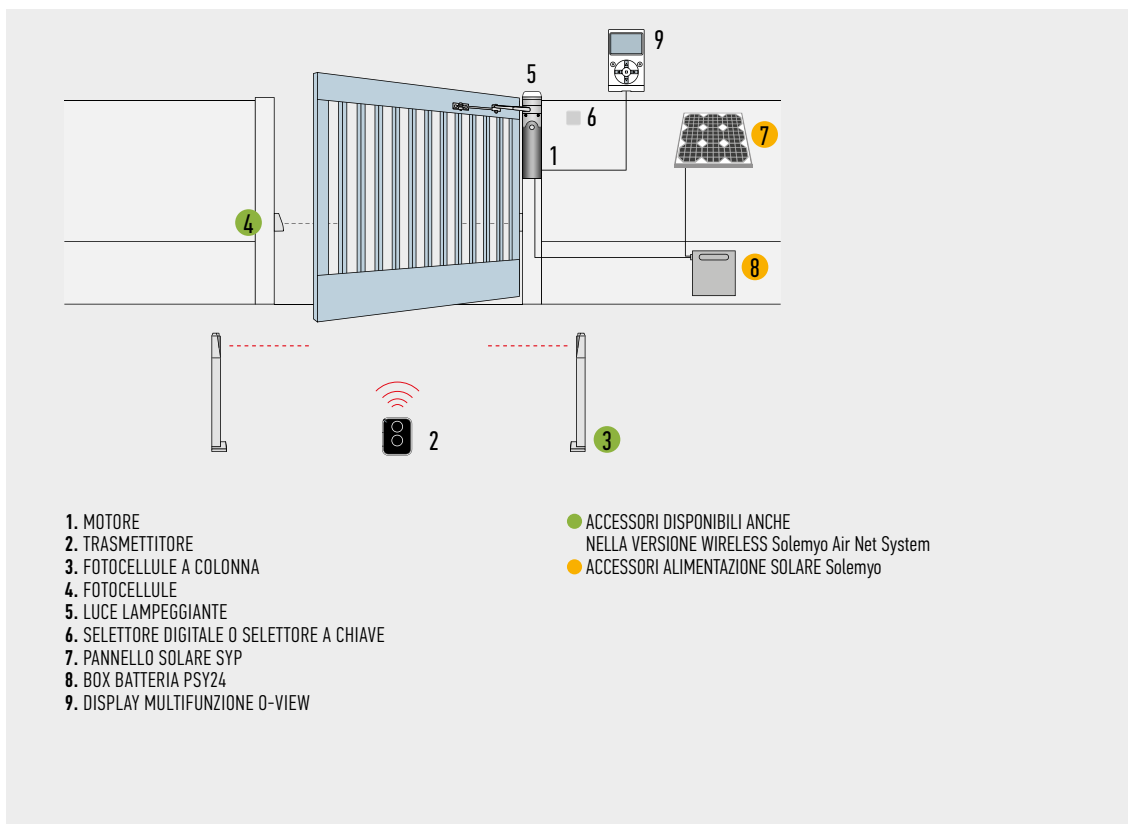 9
5
6
7
1
4
8
2
3
1. MOTORE
2. TRASMETTITORE
3. FOTOCELLULE A COLONNA
4. FOTOCELLULE
5. LUCE LAMPEGGIANTE
6. SELETTORE DIGITALE O SELETTORE A CHIAVE
7. PANNELLO SOLARE SYP
8. BOX BATTERIA PSY24
9. DISPLAY MULTIFUNZIONE O-VIEW
ACCESSORI DISPONIBILI ANCHE
NELLA VERSIONE WIRELESS Solemyo Air Net System
ACCESSORI ALIMENTAZIONE SOLARE Solemyo